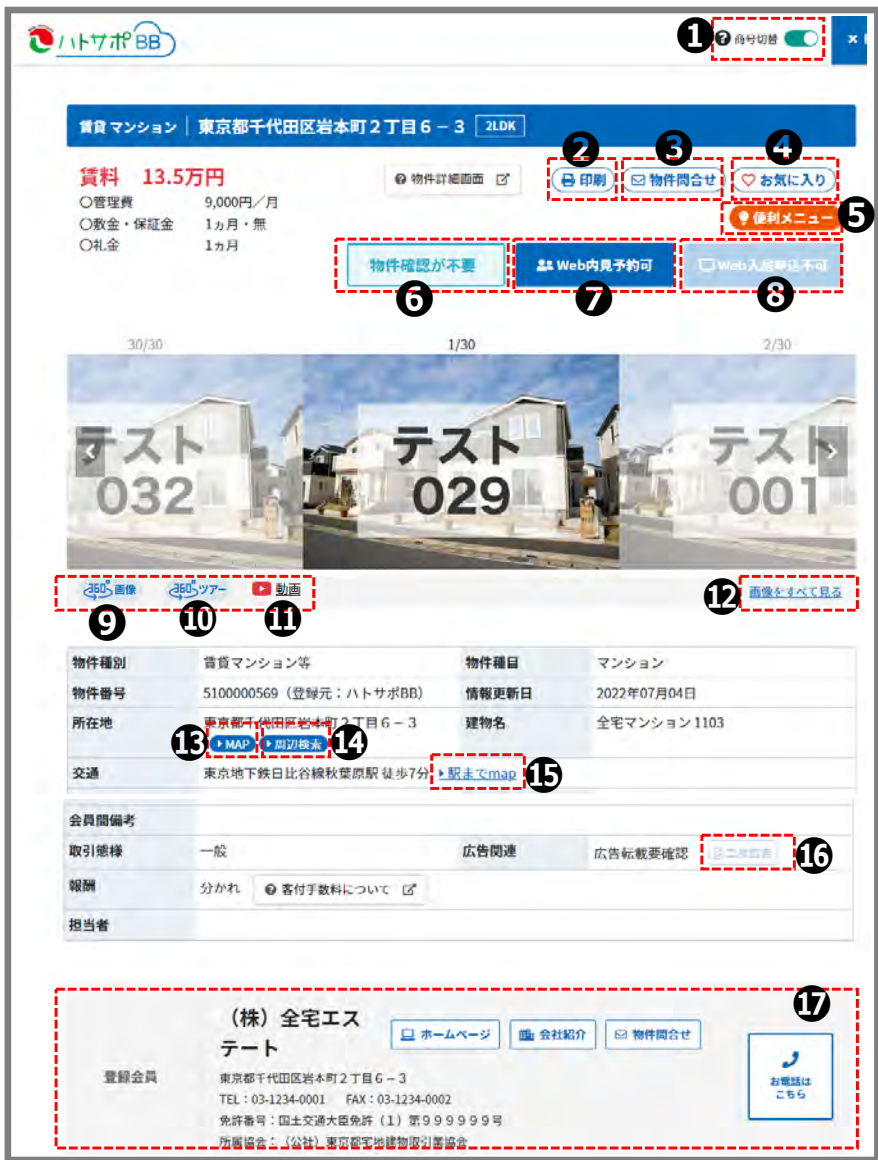 ハトサポBB
❶
? 商号切替
×
賃貸マンション 東京都千代田区岩本町2丁目6－3 2LDK
賃料 13.5万円
❷ ❸ ❹
? 物件詳細画面
印刷
物件問合せ
お気に入り
○管理費 9,000円／月
○敷金・保証金 1ヵ月・無
便利メニュー
❺
○礼金 1ヵ月
物件確認が不要
Web内見予約可
Web入居申込不可
❻ ❼ ❽
30/30 1/30 2/30
テスト
032
テスト
029
テスト
001
360°画像 360°ツアー 動画
画像をすべて見る
❾ ❿ ⓫ ⓬
物件種別 賃貸マンション等 物件種目 マンション
物件番号 5100000569（登録元：ハトサポBB） 情報更新日 2022年07月04日
所在地 東京都千代田区岩本町2丁目6－3 建物名 全宅マンション1103
⓭ MAP 周辺検索 ⓮
交通 東京地下鉄日比谷線秋葉原駅 徒歩7分 駅までmap ⓯
会員間備考
取引態様 一般 広告関連 広告転載要確認 二次広告 ⓰
報酬 分かれ ? 客付手数料について
担当者
⓱
登録会員
（株）全宅エス
テート
ホームページ
会社紹介
物件問合せ
お電話は
こちら
東京都千代田区岩本町2丁目6－3
TEL：03-1234-0001 FAX：03-1234-0002
免許番号：国土交通大臣免許（1）第999999号
所属協会：（公社）東京都宅地建物取引業協会